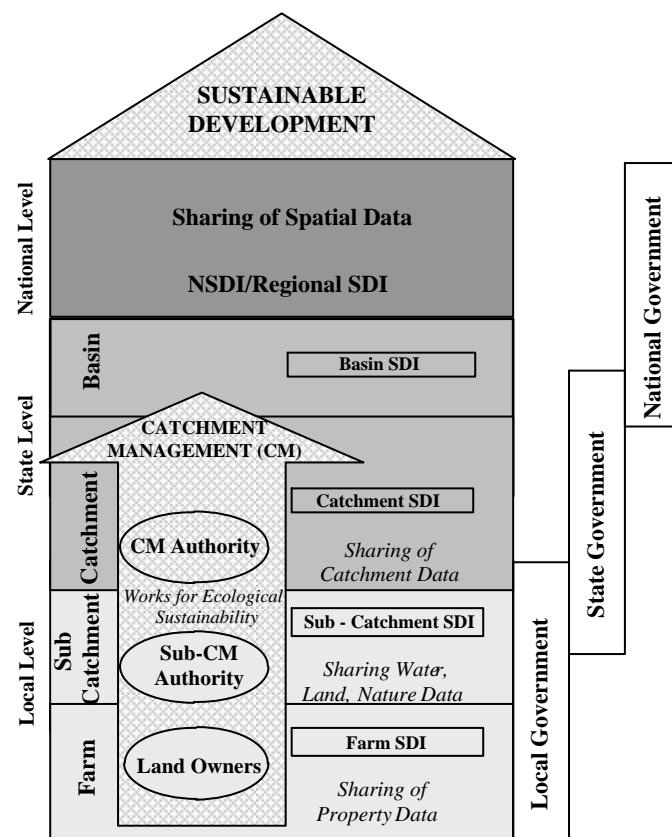 SUSTAINABLE
DEVELOPMENT
National Level
Sharing of Spatial Data
NSDI/Regional SDI
National Government
Basin
Basin SDI
State Level
CATCHMENT
MANAGEMENT (CM)
Catchment
Catchment SDI
CM Authority
Sharing of
Catchment Data
State Government
Works for Ecological
Sustainability
Local Level
Sub
Catchment
Sub - Catchment SDI
Sub-CM
Authority
Sharing Water,
Land, Nature Data
Local Government
Farm
Farm SDI
Land Owners
Sharing of
Property Data